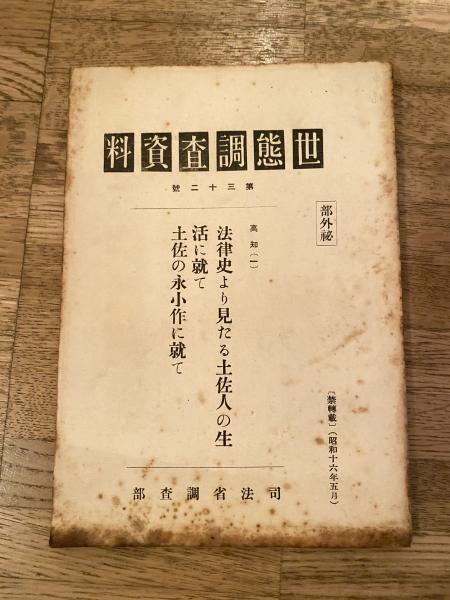 世態調査資料
第三十二號
部外祕
高知(一)
法律史より見たる土佐人の生
活に就て
土佐の永小作に就て
〔禁轉載〕(昭和十六年五月)
司法省調査部